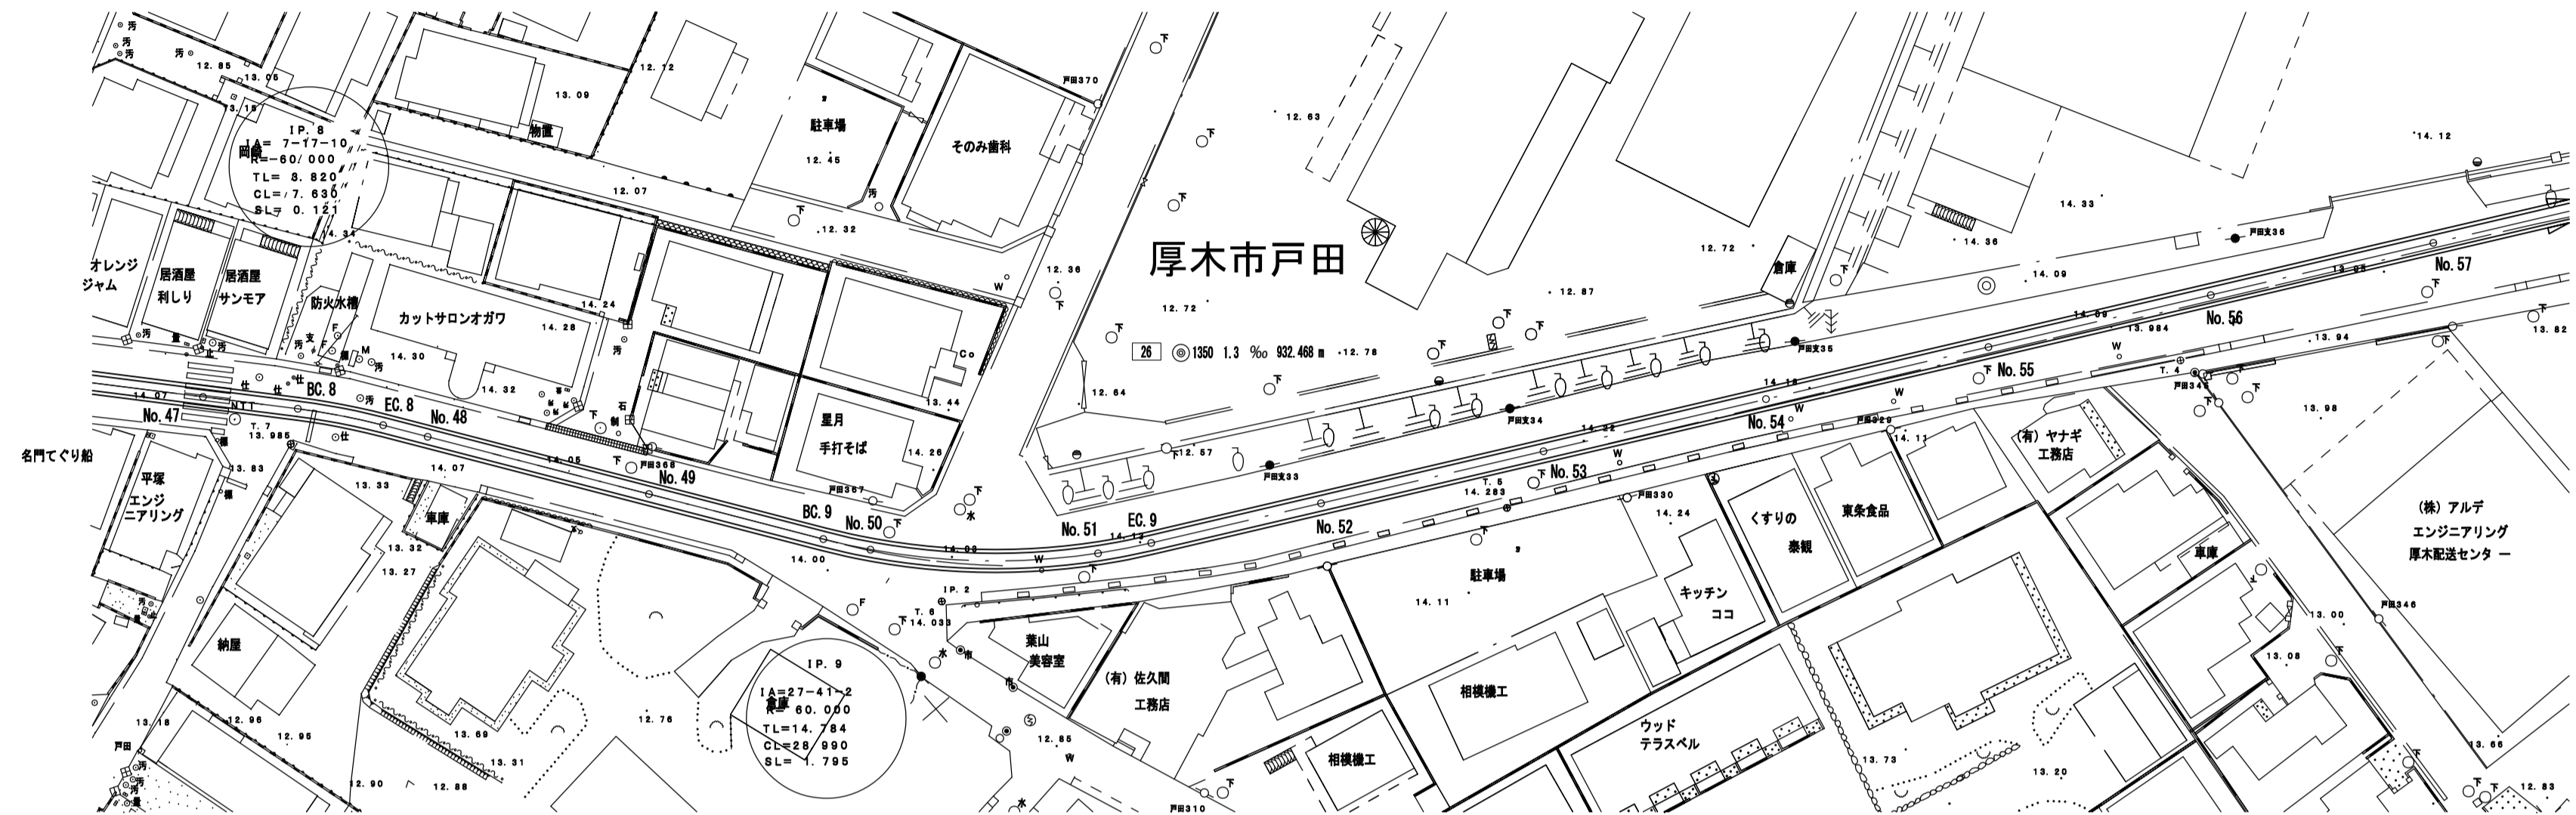 厚木市戸田
26 ◎1350 1.3 ‰ 932.468 m
IP. 8
IA= 7-17-10
R=-60.000
TL= 3.820
CL= 7.630
SL= 0.121
IP. 9
IA=27-41-2
R= 60.000
TL=14.784
CL=28.990
SL= 1.795
オレンジ
ジャム
居酒屋
利しり
居酒屋
サンモア
防火水槽
カットサロンオガワ
物置
駐車場
そのみ歯科
星月
手打そば
倉庫
名門てぐり船
平塚
エンジ
ニアリング
車庫
納屋
葉山
美容室
(有) 佐久間
工務店
駐車場
相模機工
相模機工
キッチン
ココ
くすりの
泰観
東条食品
(有) ヤナギ
工務店
ウッド
テラスベル
車庫
(株) アルデ
エンジニアリング
厚木配送センター
No. 47
BC. 8
EC. 8
No. 48
No. 49
BC. 9
No. 50
No. 51
EC. 9
No. 52
No. 53
No. 54
No. 55
No. 56
No. 57
NTT
T. 7
13.985
T. 6
14.033
IP. 2
T. 5
14.283
T. 4
13.984
戸田370
戸田368
戸田367
戸田支33
戸田支34
戸田支35
戸田支36
戸田329
戸田330
戸田346
戸田310
戸田
12.85
13.05
12.12
13.09
12.45
12.07
12.32
12.36
12.63
12.72
12.72
12.87
12.78
12.64
12.57
14.12
14.33
14.36
14.09
14.24
14.28
14.30
14.32
13.44
14.26
14.07
14.05
14.07
13.83
13.33
13.32
13.27
14.00
14.22
14.11
14.24
14.11
13.94
13.82
13.98
13.00
13.08
13.66
12.83
13.18
12.96
12.95
12.90
12.88
13.69
13.31
12.76
12.85
13.73
13.20